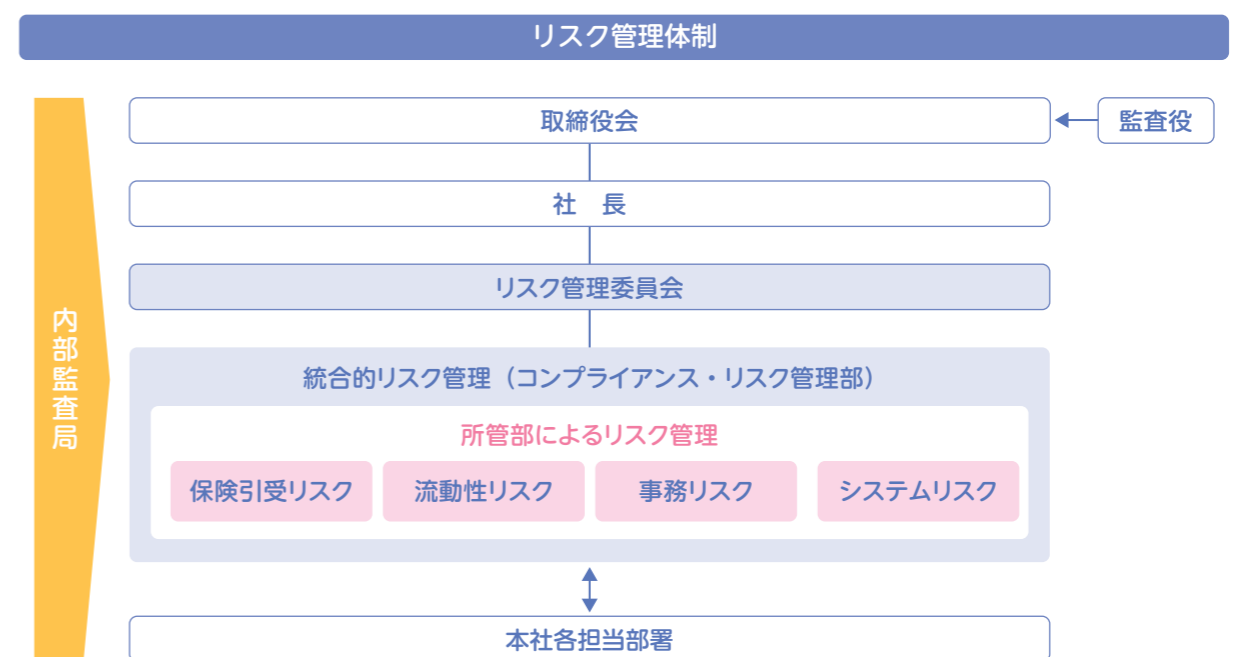 リスク管理体制
取締役会
監査役
社　長
リスク管理委員会
内部監査局
統合的リスク管理（コンプライアンス・リスク管理部）
所管部によるリスク管理
保険引受リスク
流動性リスク
事務リスク
システムリスク
本社各担当部署